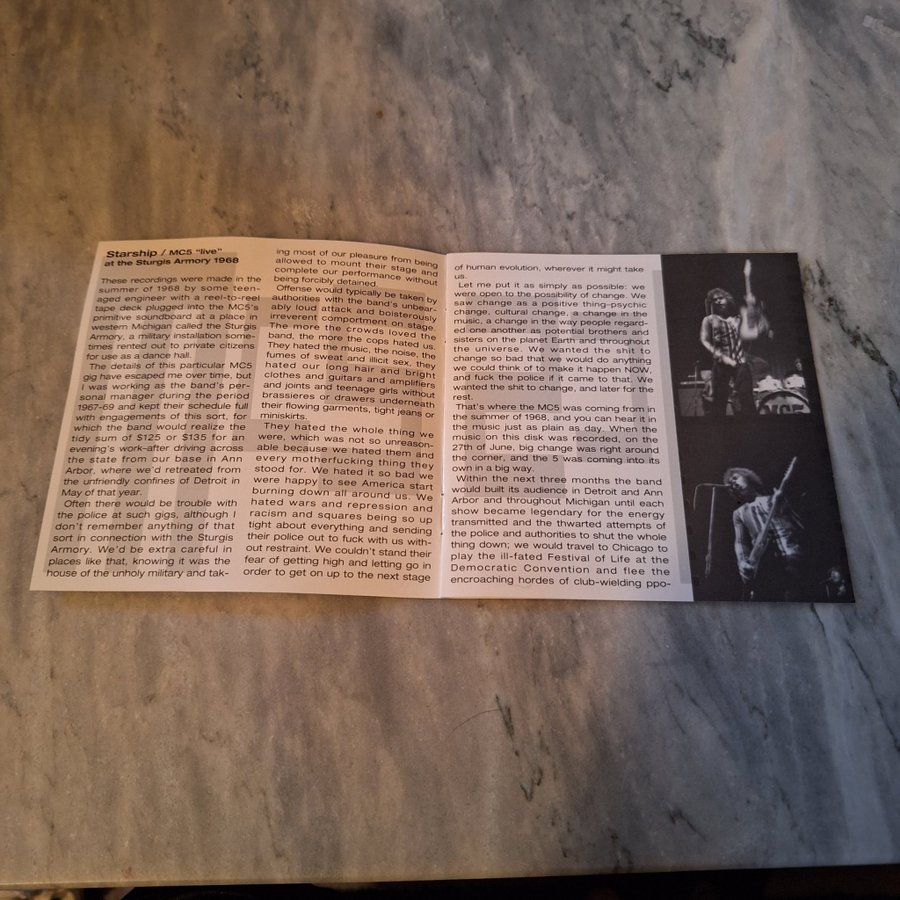 Starship / MC5 "live"
at the Sturgis Armory 1968
These recordings were made in the
summer of 1968 by some teen-
aged engineer with a reel-to-reel
tape deck plugged into the MC5's
primitive soundboard at a place in
western Michigan called the Sturgis
Armory, a military installation some-
times rented out to private citizens
for use as a dance hall.
The details of this particular MC5
gig have escaped me over time, but
I was working as the band's per-
sonal manager during the period
1967-69 and kept their schedule full
with engagements of this sort, for
which the band would realize the
tidy sum of $125 or $135 for an
evening's work–after driving across
the state from our base in Ann
Arbor, where we'd retreated from
the unfriendly confines of Detroit in
May of that year.
Often there would be trouble with
the police at such gigs, although I
don't remember anything of that
sort in connection with the Sturgis
Armory. We'd be extra careful in
places like that, knowing it was the
house of the unholy military and tak-
ing most of our pleasure from being
allowed to mount their stage and
complete our performance without
being forcibly detained.
Offense would typically be taken by
authorities with the band's unbear-
ably loud attack and boisterously
irreverent comportment on stage.
The more the crowds loved the
band, the more the cops hated us.
They hated the music, the noise, the
fumes of sweat and illicit sex, they
hated our long hair and bright
clothes and guitars and amplifiers
and joints and teenage girls without
brassieres or drawers underneath
their flowing garments, tight jeans or
miniskirts.
They hated the whole thing we
were, which was not so unreason-
able because we hated them and
every motherfucking thing they
stood for. We hated it so bad we
were happy to see America start
burning down all around us. We
hated wars and repression and
racism and squares being so up
tight about everything and sending
their police out to fuck with us with-
out restraint. We couldn't stand their
fear of getting high and letting go in
order to get on up to the next stage
of human evolution, wherever it might take
us.
Let me put it as simply as possible: we
were open to the possibility of change. We
saw change as a positive thing–psychic
change, cultural change, a change in the
music, a change in the way people regard-
ed one another as potential brothers and
sisters on the planet Earth and throughout
the universe. We wanted the shit to
change so bad that we would do anything
we could think of to make it happen NOW,
and fuck the police if it came to that. We
wanted the shit to change, and later for the
rest.
That's where the MC5 was coming from in
the summer of 1968, and you can hear it in
the music just as plain as day. When the
music on this disk was recorded, on the
27th of June, big change was right around
the corner, and the 5 was coming into its
own in a big way.
Within the next three months the band
would built its audience in Detroit and Ann
Arbor and throughout Michigan until each
show became legendary for the energy
transmitted and the thwarted attempts of
the police and authorities to shut the whole
thing down; we would travel to Chicago to
play the ill-fated Festival of Life at the
Democratic Convention and flee the
encroaching hordes of club-wielding ppo-